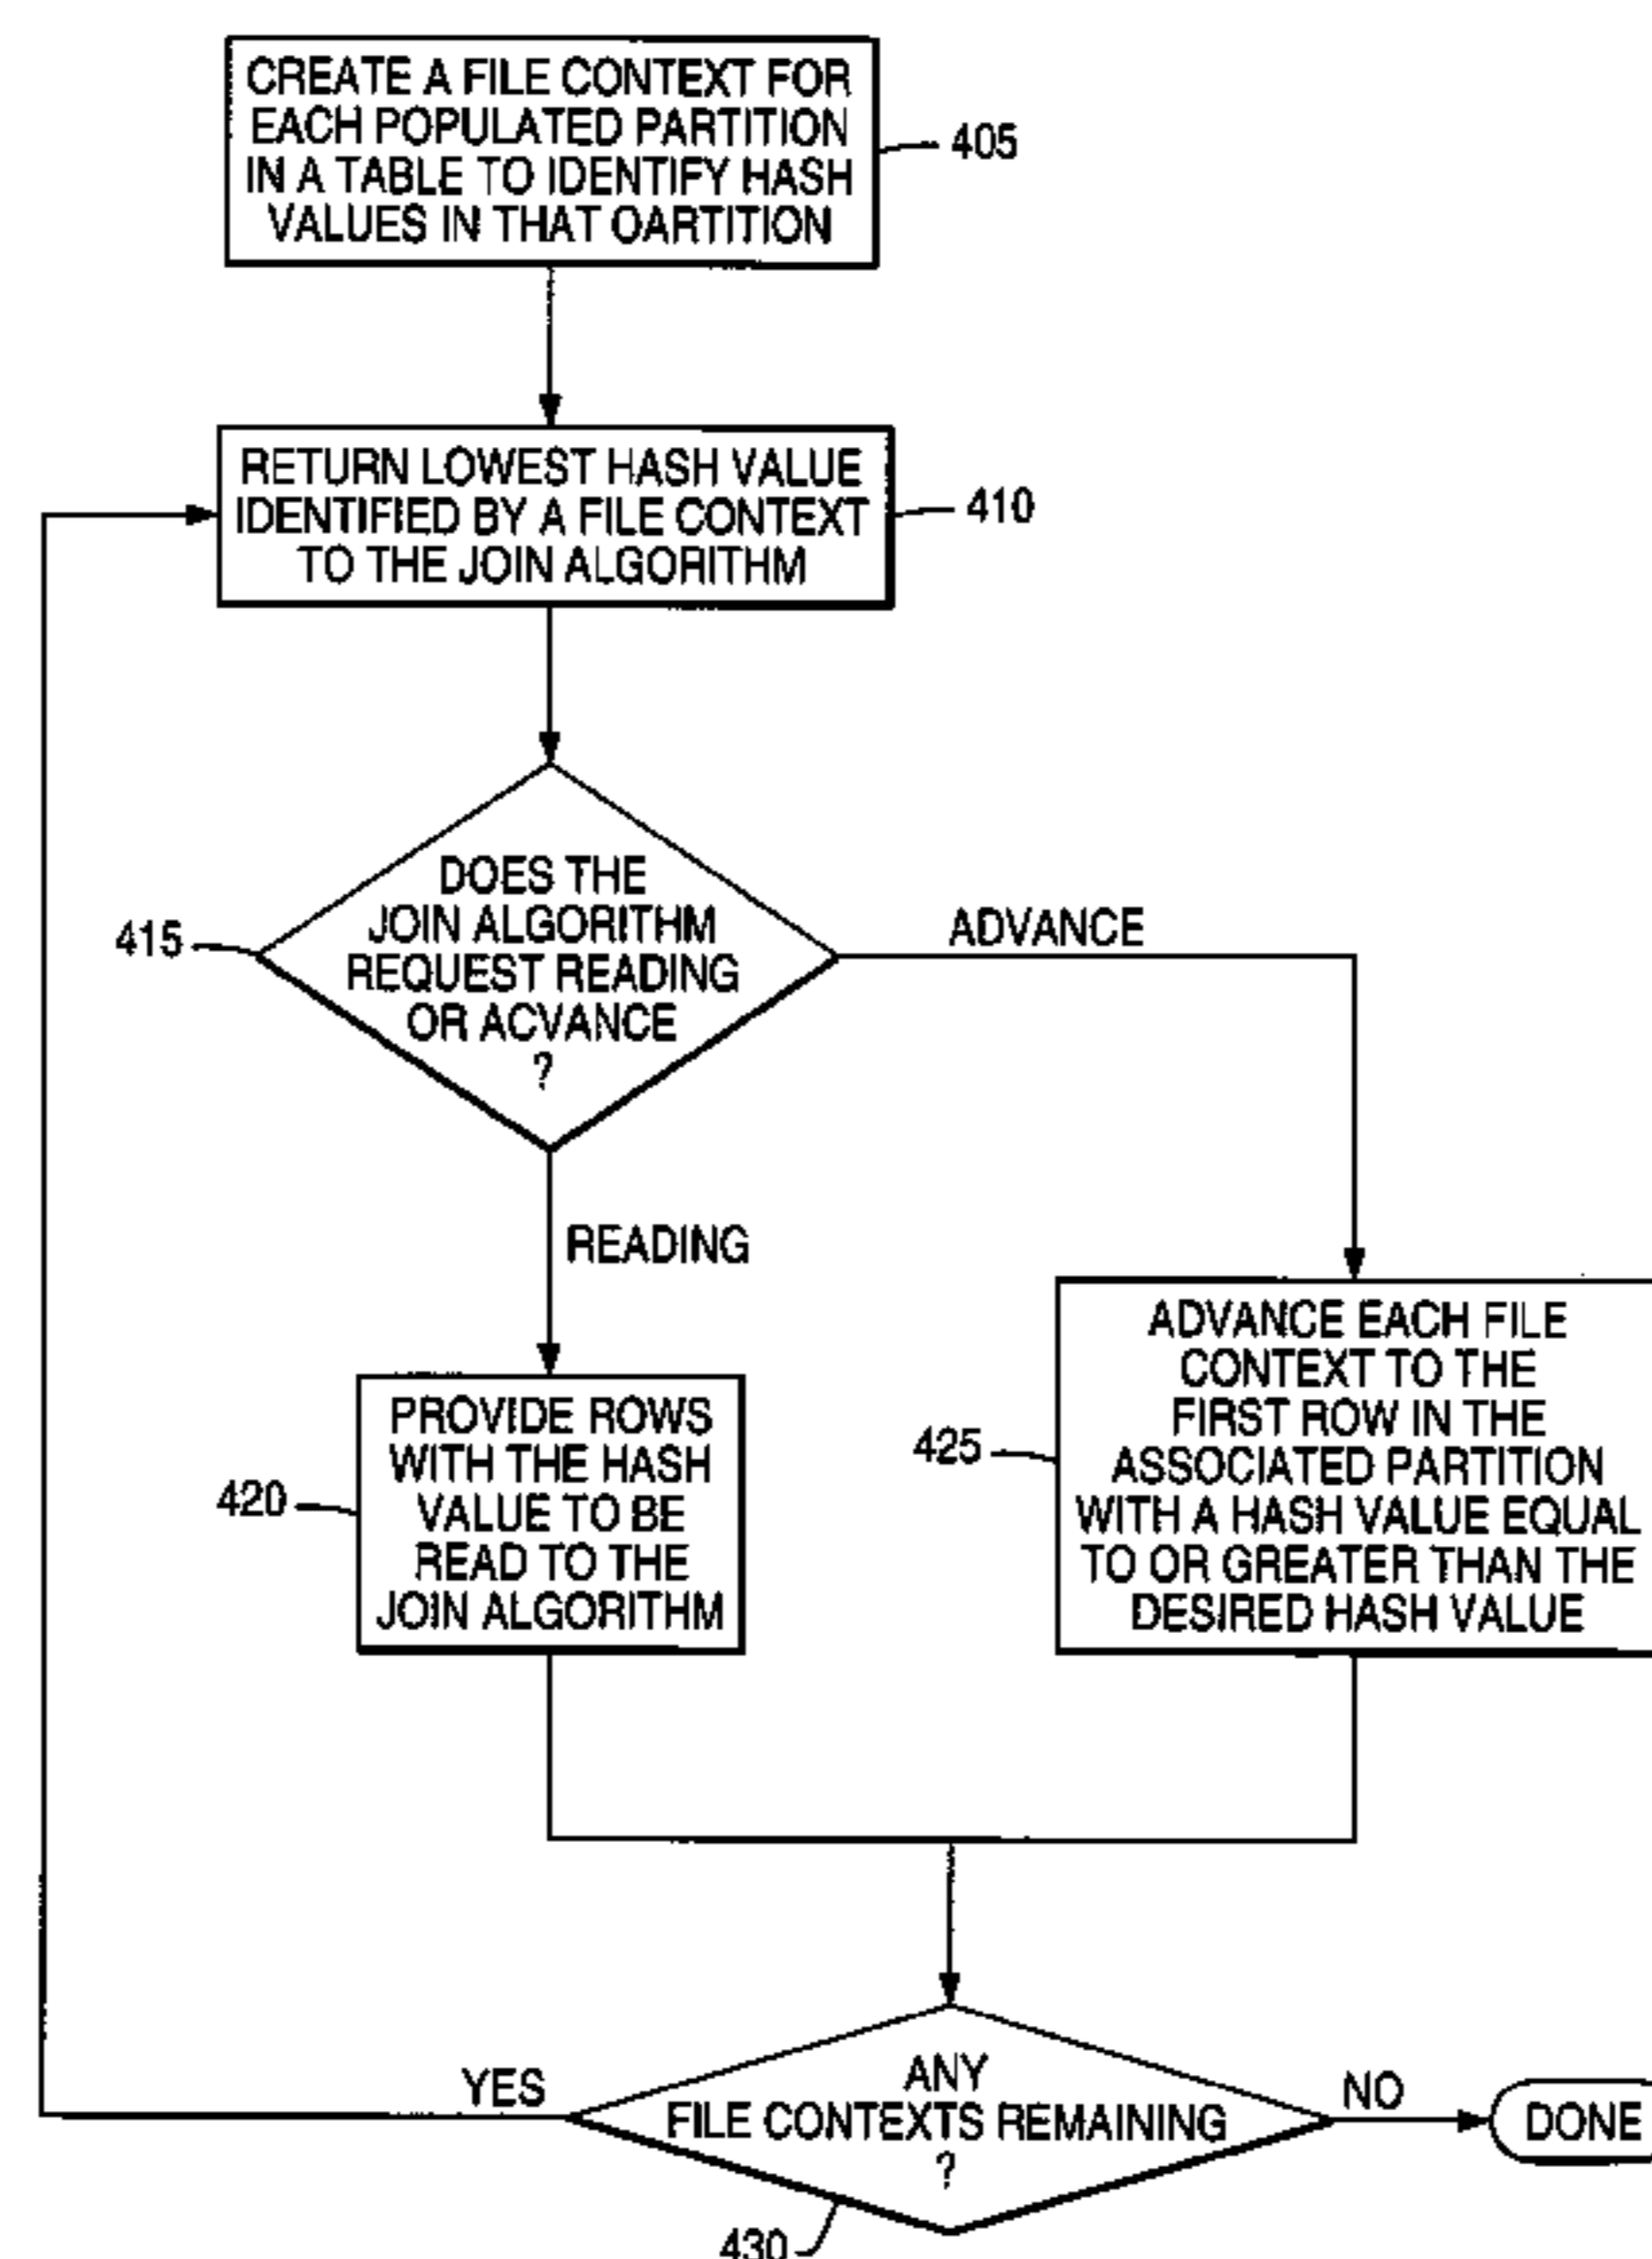 CREATE A FILE CONTEXT FOR
EACH POPULATED PARTITION
IN A TABLE TO IDENTIFY HASH
VALUES IN THAT OARTITION
405
RETURN LOWEST HASH VALUE
IDENTIFIED BY A FILE CONTEXT
TO THE JOIN ALGORITHM
410
DOES THE
JOIN ALGORITHM
REQUEST READING
OR ACVANCE
?
415
ADVANCE
READING
PROVIDE ROWS
WITH THE HASH
VALUE TO BE
READ TO THE
JOIN ALGORITHM
420
ADVANCE EACH FILE
CONTEXT TO THE
FIRST ROW IN THE
ASSOCIATED PARTITION
WITH A HASH VALUE EQUAL
TO OR GREATER THAN THE
DESIRED HASH VALUE
425
YES
ANY
FILE CONTEXTS REMAINING
?
NO
DONE
430